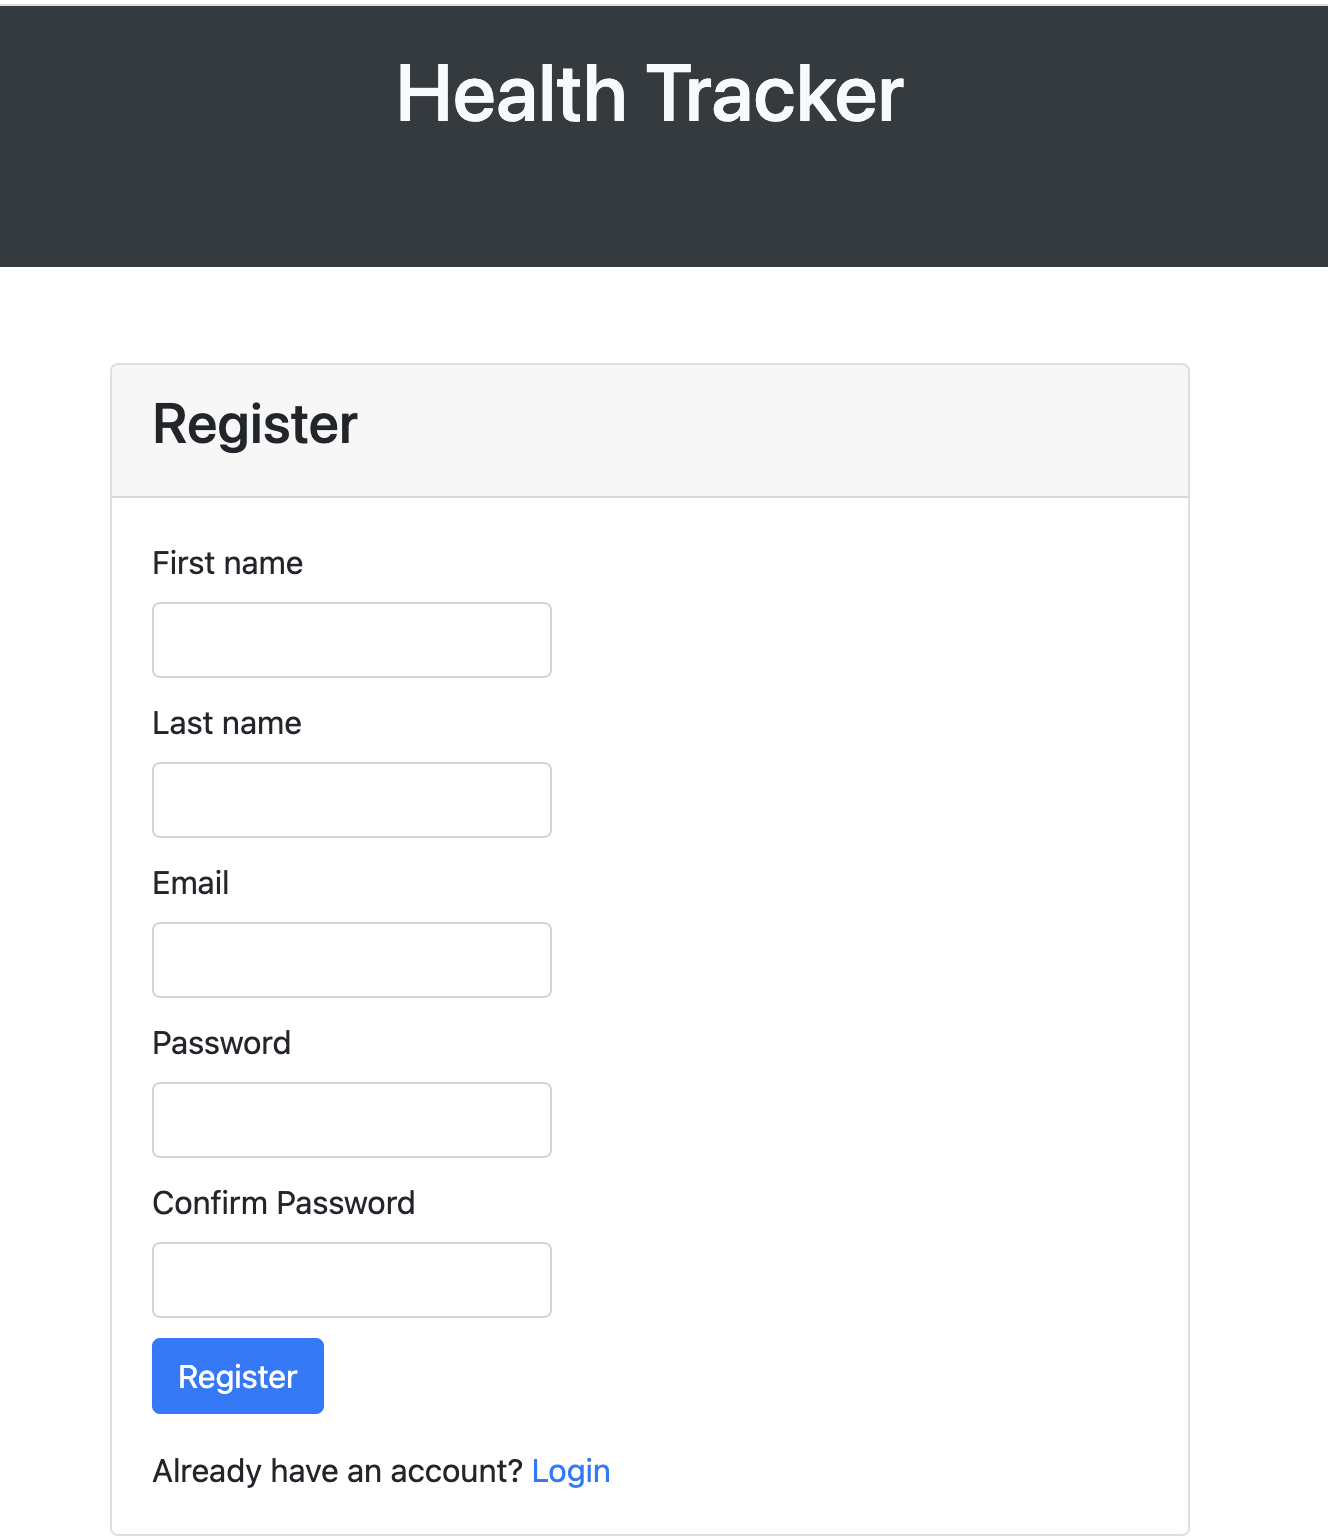 Health Tracker
Register
First name
Last name
Email
Password
Confirm Password
Register
Already have an account? Login